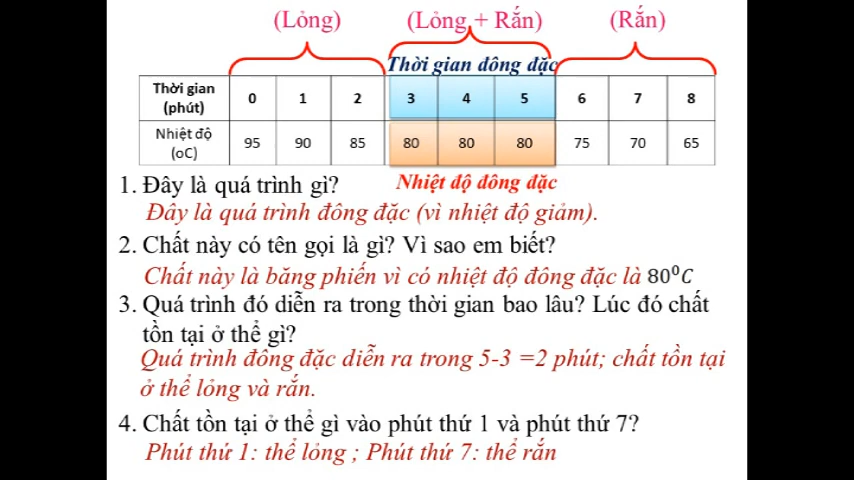 (Lỏng) (Lỏng + Rắn) (Rắn)
Thời gian đông đặc
Thời gian (phút) 0 1 2 3 4 5 6 7 8
Nhiệt độ (oC) 95 90 85 80 80 80 75 70 65
Nhiệt độ đông đặc
1. Đây là quá trình gì?
Đây là quá trình đông đặc (vì nhiệt độ giảm).
2. Chất này có tên gọi là gì? Vì sao em biết?
Chất này là băng phiến vì có nhiệt độ đông đặc là 80⁰C
3. Quá trình đó diễn ra trong thời gian bao lâu? Lúc đó chất
tồn tại ở thể gì?
Quá trình đông đặc diễn ra trong 5-3 =2 phút; chất tồn tại
ở thể lỏng và rắn.
4. Chất tồn tại ở thể gì vào phút thứ 1 và phút thứ 7?
Phút thứ 1: thể lỏng ; Phút thứ 7: thể rắn